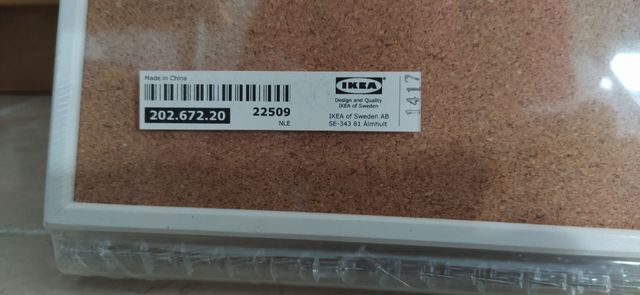 Made in China
202.672.20
22509
NLE
IKEA
Design and Quality
IKEA of Sweden
IKEA of Sweden AB
SE-343 81 Älmhult
1417